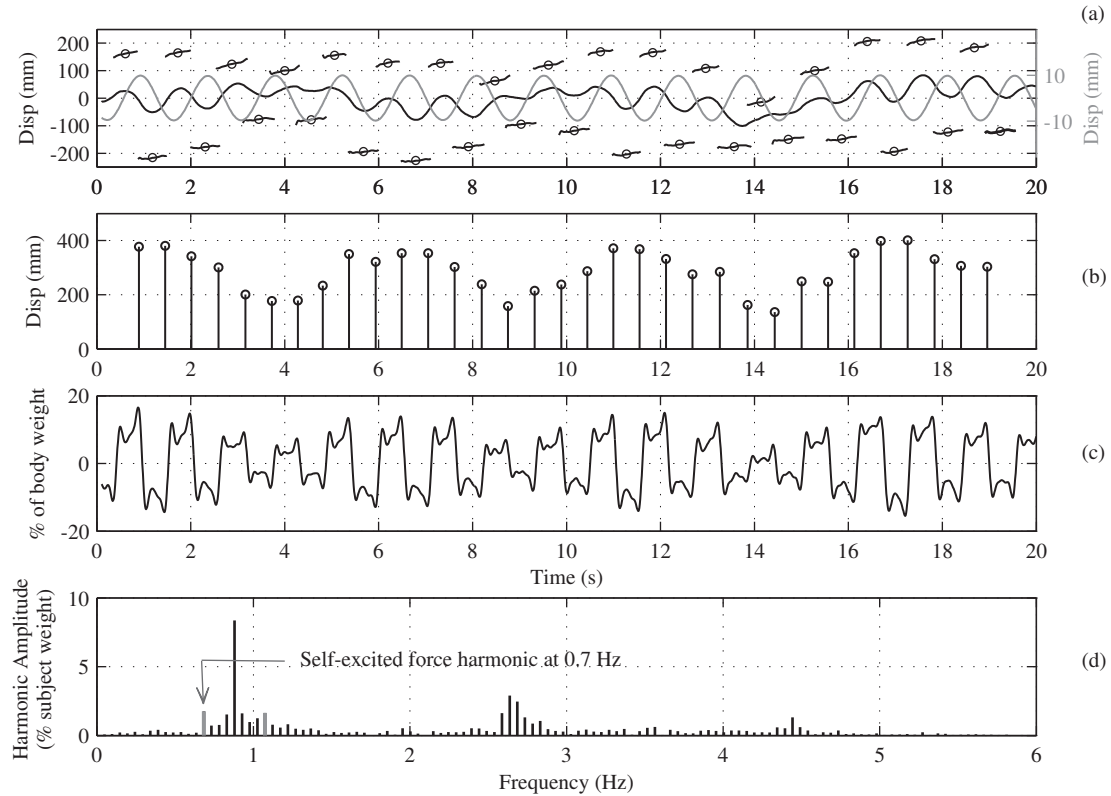 (a)
200
100
0
-100
-200
Disp (mm)
10
-10
Disp (mm)
0 2 4 6 8 10 12 14 16 18 20
(b)
400
200
0
Disp (mm)
0 2 4 6 8 10 12 14 16 18 20
(c)
20
0
-20
% of body weight
0 2 4 6 8 10 12 14 16 18 20
Time (s)
(d)
10
5
0
Harmonic Amplitude
(% subject weight)
Self-excited force harmonic at 0.7 Hz
0 1 2 3 4 5 6
Frequency (Hz)